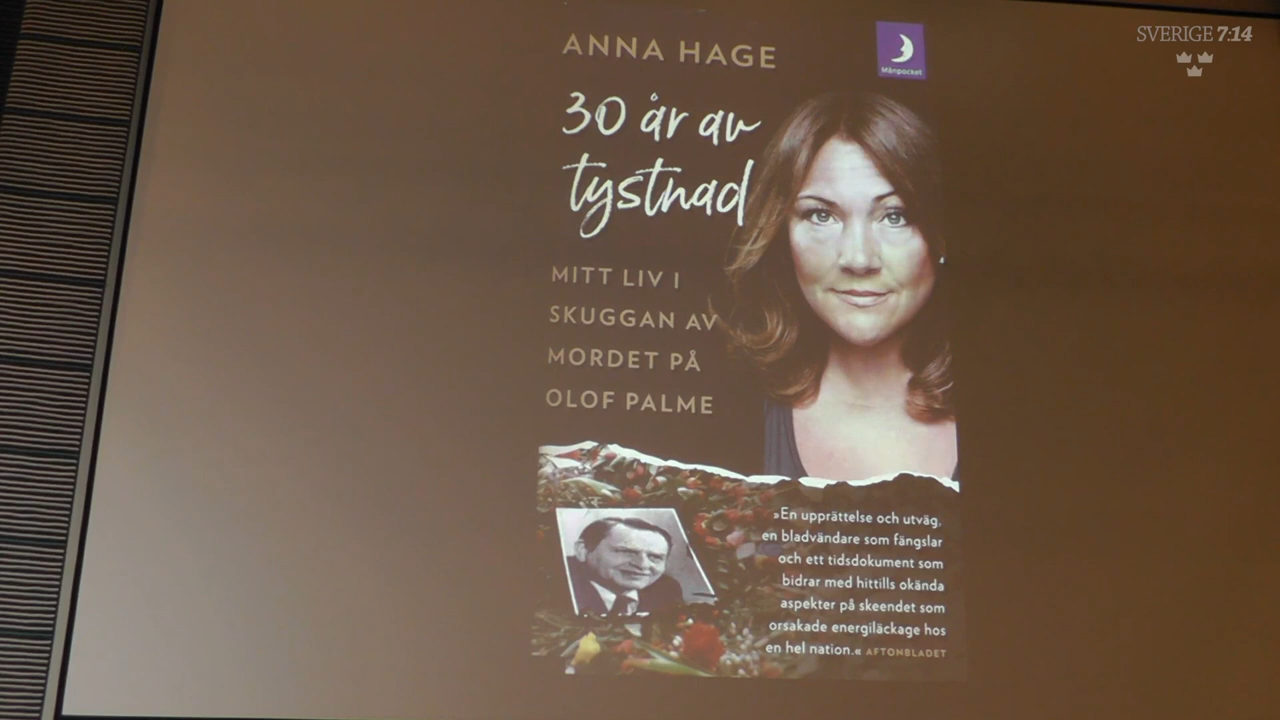 SVERIGE 7:14
ANNA HAGE
Månpocket
30 år av
tystnad
MITT LIV I
SKUGGAN AV
MORDET PÅ
OLOF PALME
»En upprättelse och utväg,
en bladvändare som fängslar
och ett tidsdokument som
bidrar med hittills okända
aspekter på skeendet som
orsakade energiläckage hos
en hel nation.« AFTONBLADET